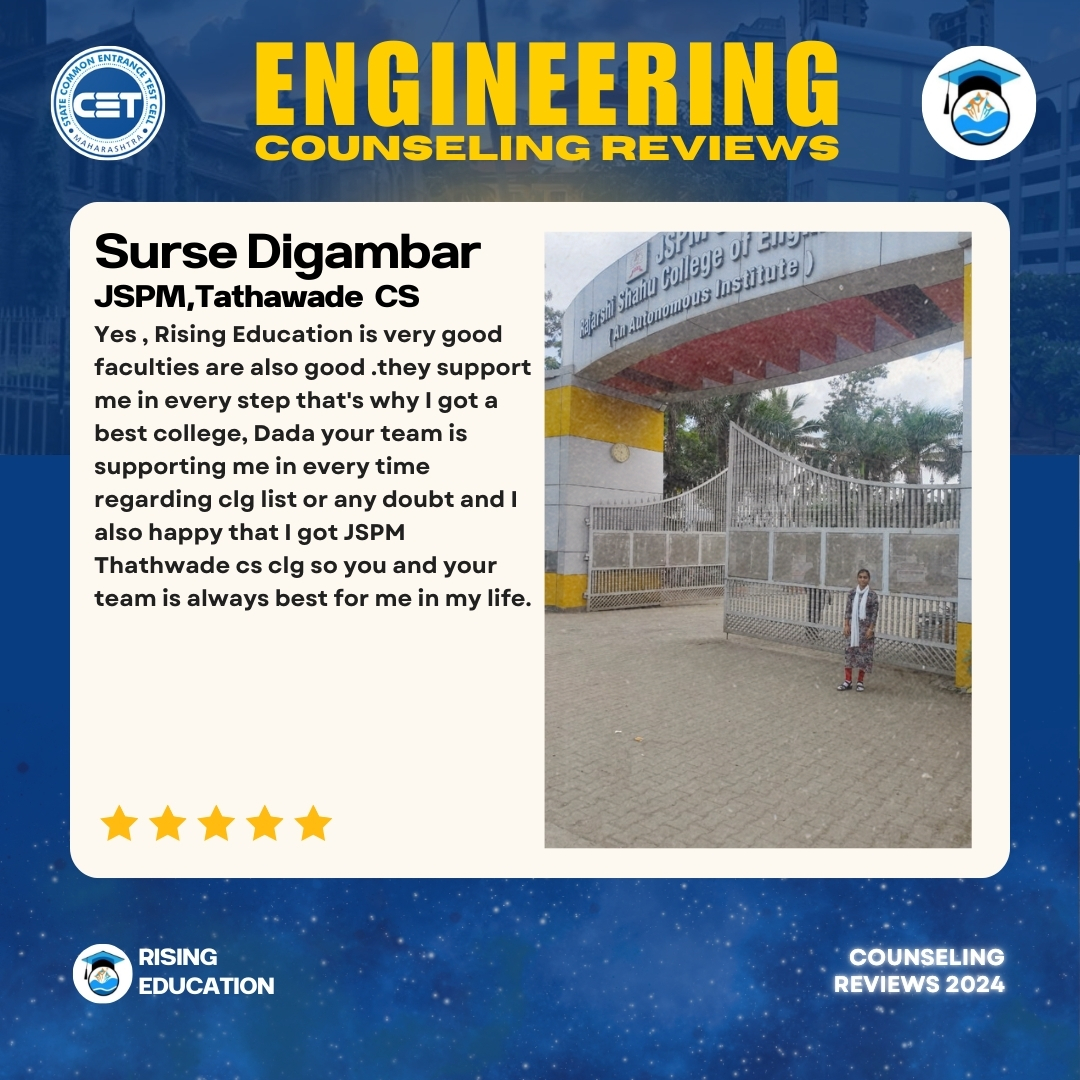 STATE COMMON ENTRANCE TEST CELL
CET
MAHARASHTRA
ENGINEERING
COUNSELING REVIEWS
Surse Digambar
JSPM,Tathawade CS
Yes , Rising Education is very good
faculties are also good .they support
me in every step that's why I got a
best college, Dada your team is
supporting me in every time
regarding clg list or any doubt and I
also happy that I got JSPM
Thathwade cs clg so you and your
team is always best for me in my life.
JSPM
Rajarshi Shahu College of Engi
( An Autonomous Institute )
RISING
EDUCATION
COUNSELING
REVIEWS 2024